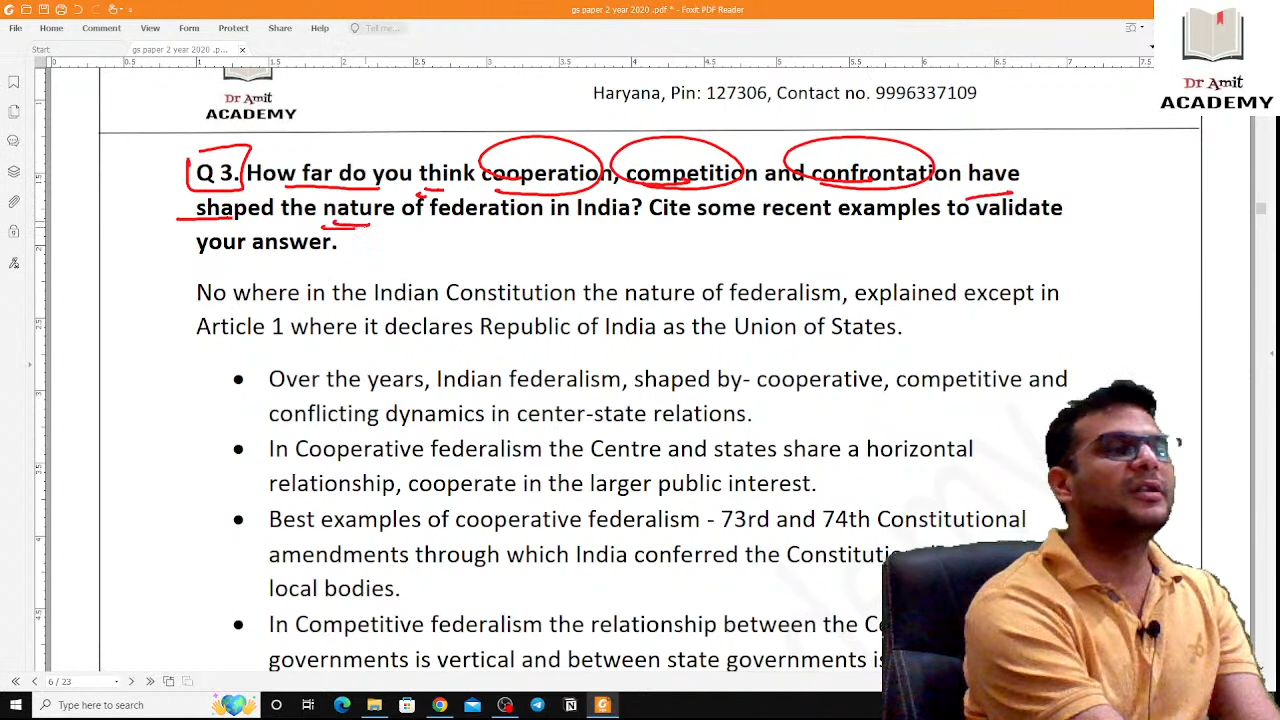 gs paper 2 year 2020 .pdf * - Foxit PDF Reader
File Home Comment View Form Protect Share Help Tell me...
Start gs paper 2 year 2020 .p...
Dr Amit
ACADEMY
Haryana, Pin: 127306, Contact no. 9996337109
Dr Amit
ACADEMY
Q 3. How far do you think cooperation, competition and confrontation have
shaped the nature of federation in India? Cite some recent examples to validate
your answer.
No where in the Indian Constitution the nature of federalism, explained except in
Article 1 where it declares Republic of India as the Union of States.
• Over the years, Indian federalism, shaped by- cooperative, competitive and
conflicting dynamics in center-state relations.
• In Cooperative federalism the Centre and states share a horizontal
relationship, cooperate in the larger public interest.
• Best examples of cooperative federalism - 73rd and 74th Constitutional
amendments through which India conferred the
local bodies.
• In Competitive federalism the relationship between the
governments is vertical and between state governments
6 / 23
Type here to search